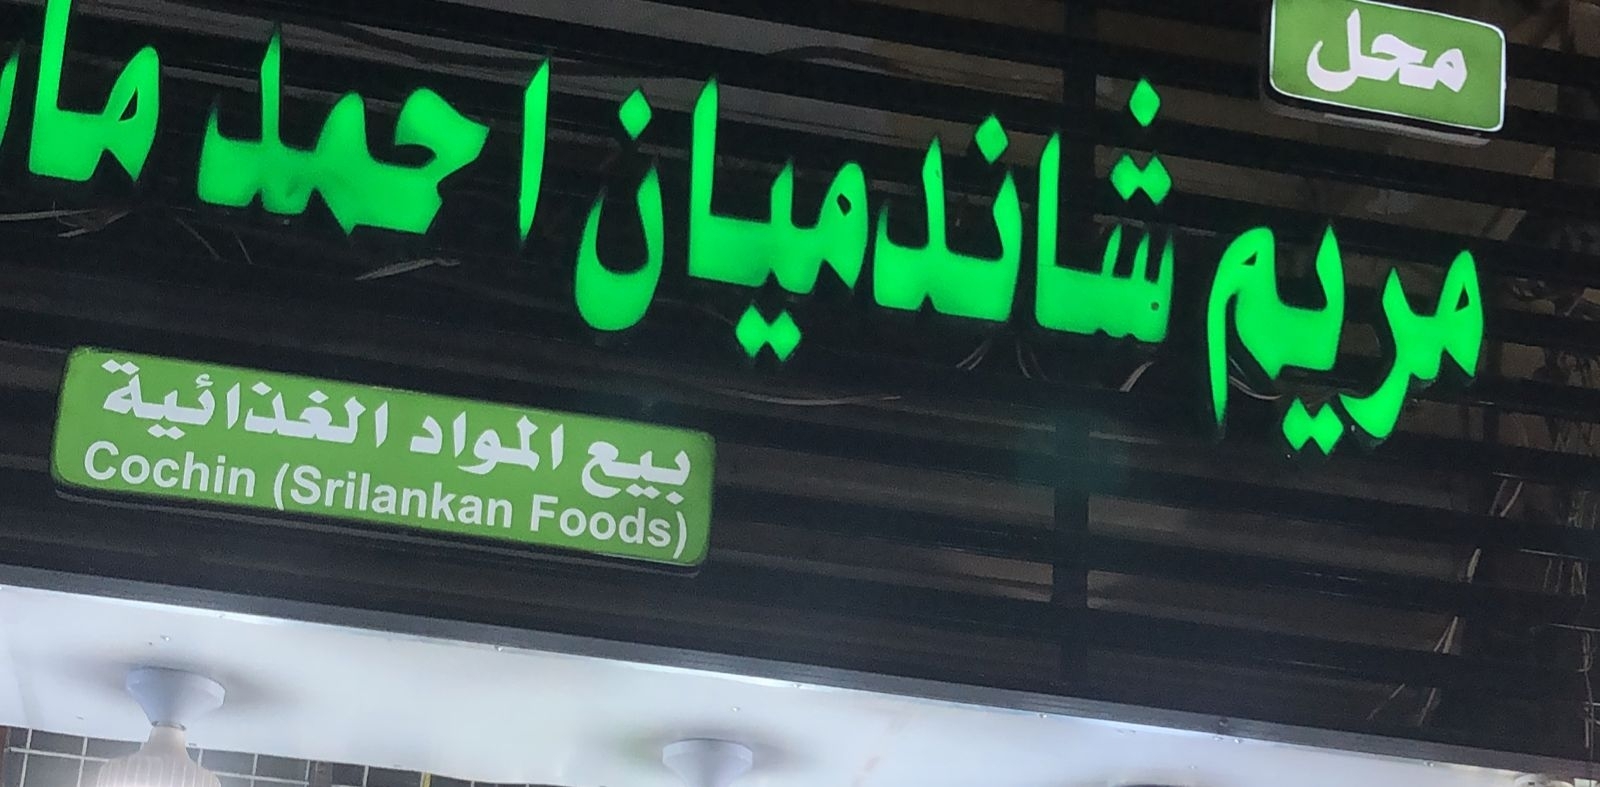 محل
مريم شاندميان احمد
بيع المواد الغذائية
Cochin (Srilankan Foods)